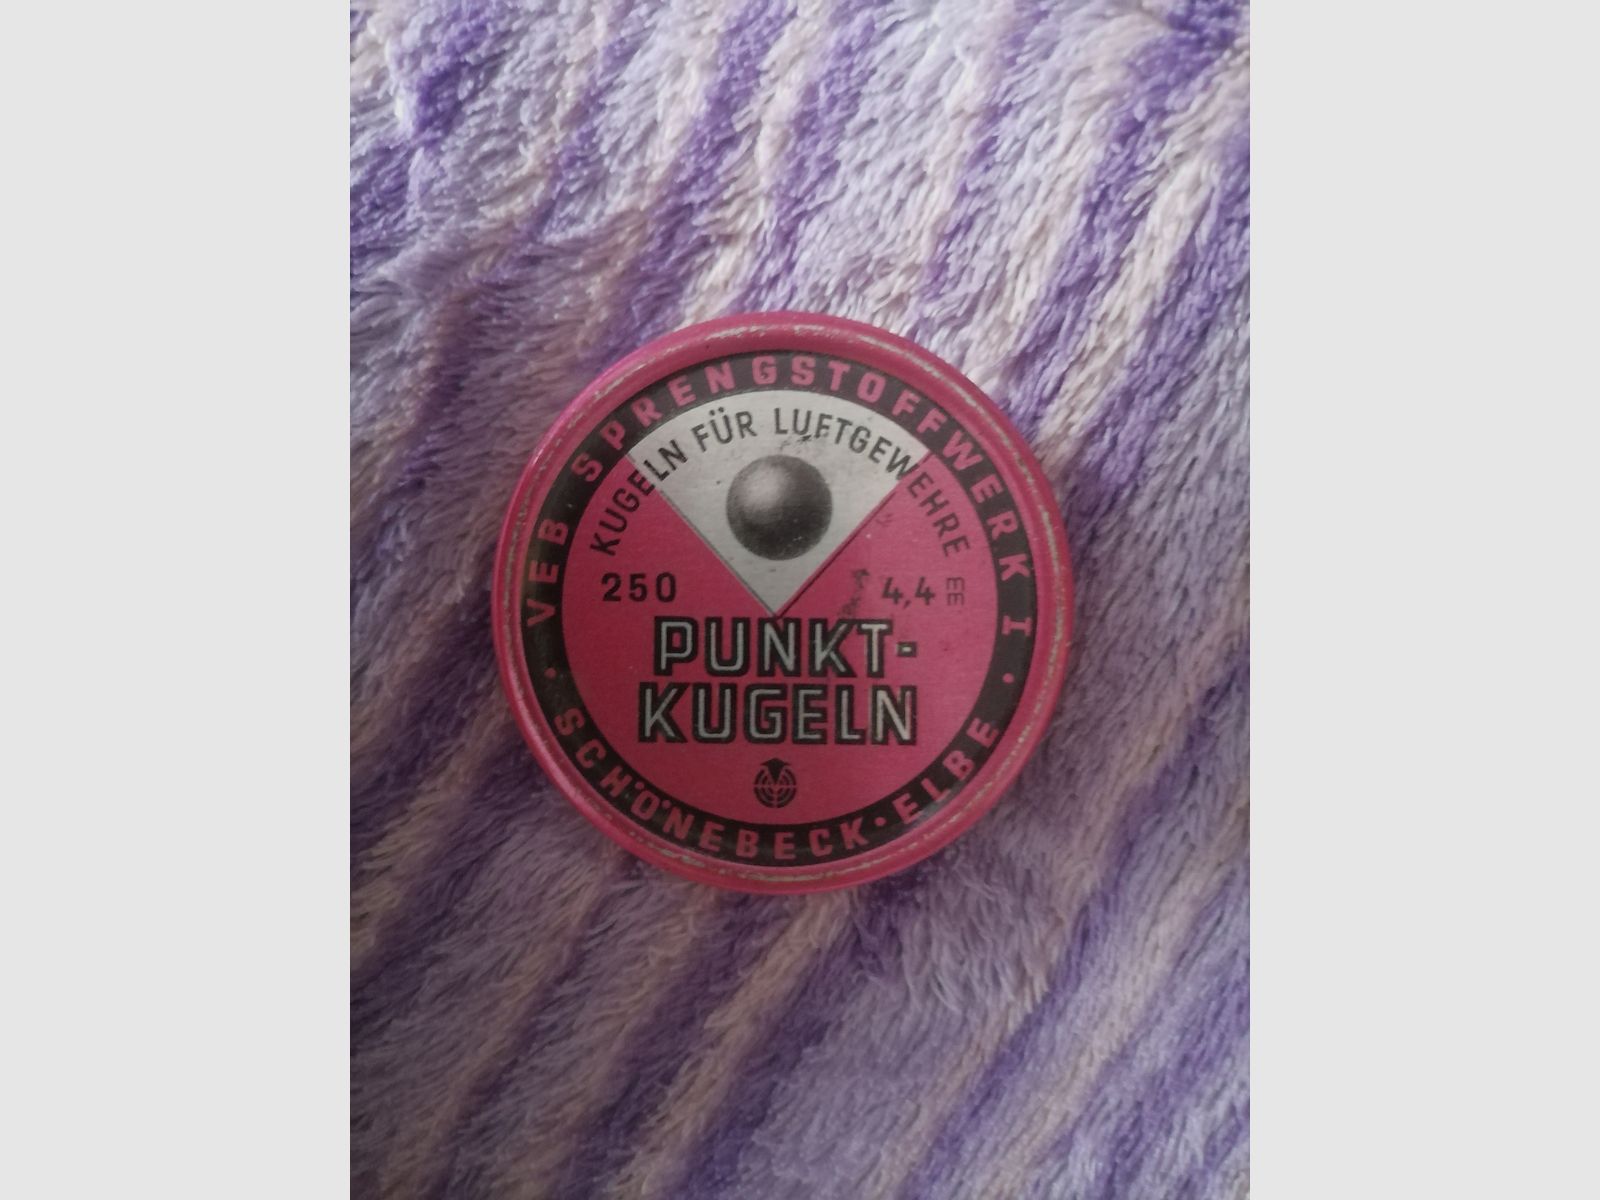 VEB SPRENGSTOFFWERK I
KUGELN FÜR LUFTGEWEHRE
250
4,4 mm
PUNKT-
KUGELN
SCHÖNEBECK · ELBE